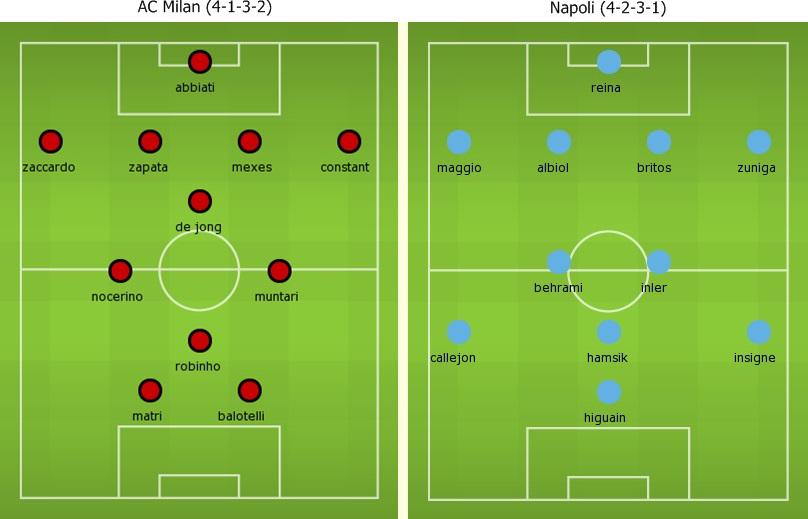 AC Milan (4-1-3-2)
abbiati
zaccardo zapata mexes constant
de jong
nocerino muntari
robinho
matri balotelli
Napoli (4-2-3-1)
reina
maggio albiol britos zuniga
behrami inler
callejon hamsik insigne
higuain